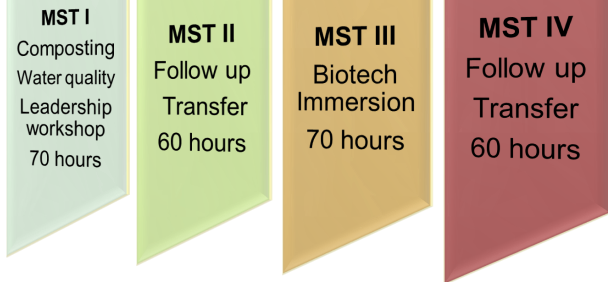 MST I
Composting
Water quality
Leadership
workshop
70 hours
MST II
Follow up
Transfer
60 hours
MST III
Biotech
Immersion
70 hours
MST IV
Follow up
Transfer
60 hours